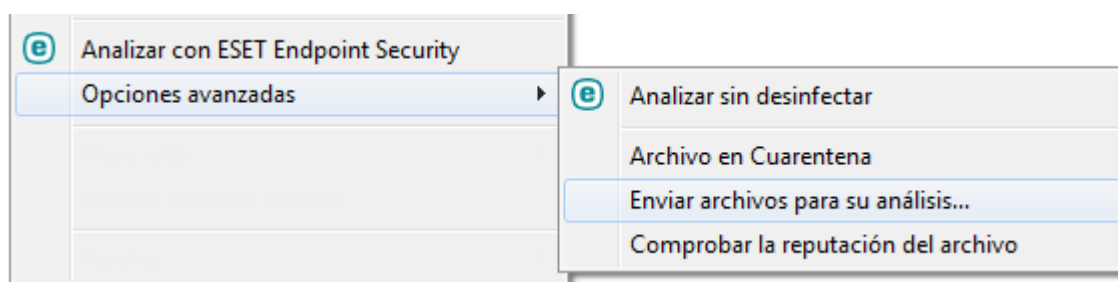 Analizar con ESET Endpoint Security
Opciones avanzadas
Analizar sin desinfectar
Archivo en Cuarentena
Enviar archivos para su análisis...
Comprobar la reputación del archivo